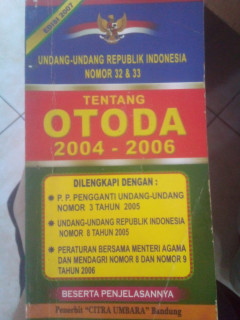 EDISI 2007
UNDANG-UNDANG REPUBLIK INDONESIA
NOMOR 32 & 33
TENTANG
OTODA
2004 - 2006
DILENGKAPI DENGAN :
P. P. PENGGANTI UNDANG-UNDANG
NOMOR 3 TAHUN 2005
UNDANG-UNDANG REPUBLIK INDONESIA
NOMOR 8 TAHUN 2005
PERATURAN BERSAMA MENTERI AGAMA
DAN MENDAGRI NOMOR 8 DAN NOMOR 9
TAHUN 2006
BESERTA PENJELASANNYA
Penerbit "CITRA UMBARA" Bandung